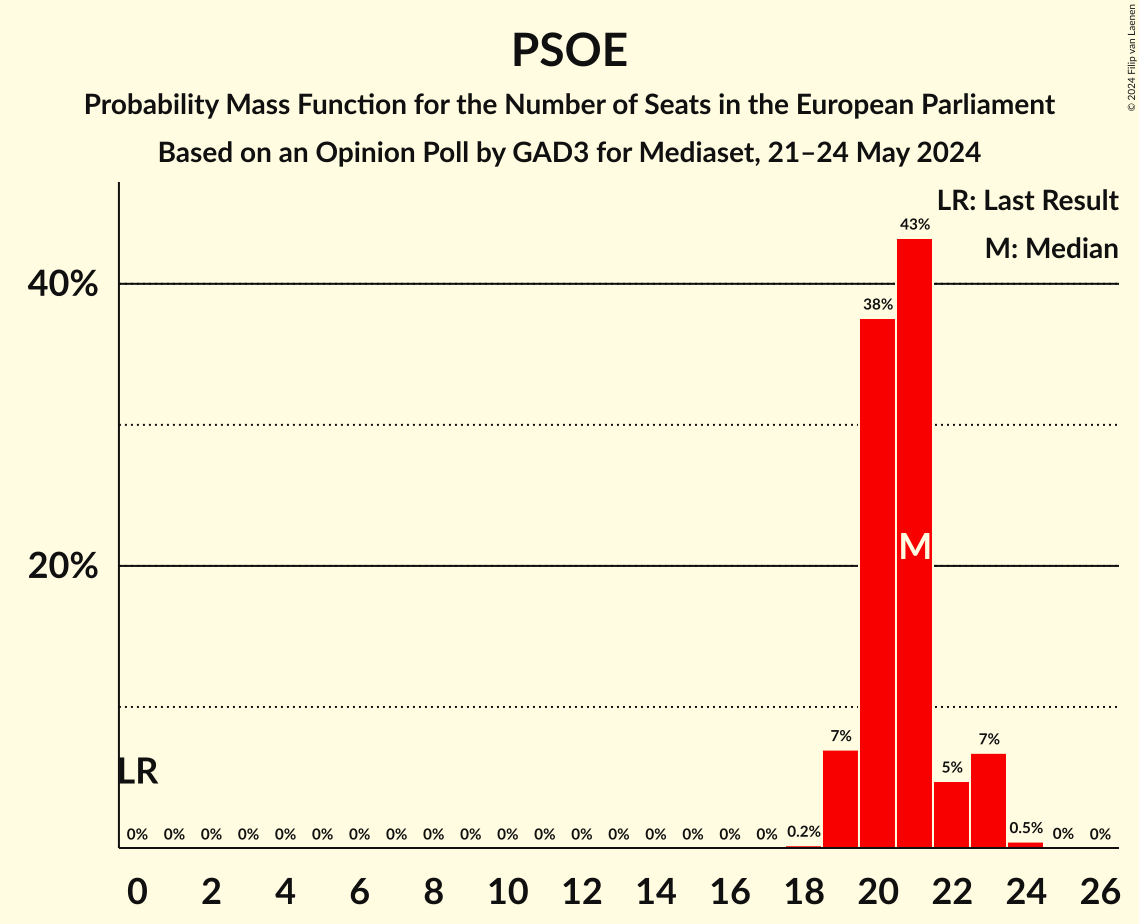 PSOE
Probability Mass Function for the Number of Seats in the European Parliament
Based on an Opinion Poll by GAD3 for Mediaset, 21–24 May 2024
© 2024 Filip van Laenen
LR: Last Result
M: Median
43%
40%
38%
M
20%
7% 7%
5%
LR
0% 0% 0% 0% 0% 0% 0% 0% 0% 0% 0% 0% 0% 0% 0% 0% 0% 0% 0.2% 0.5% 0% 0%
0 2 4 6 8 10 12 14 16 18 20 22 24 26